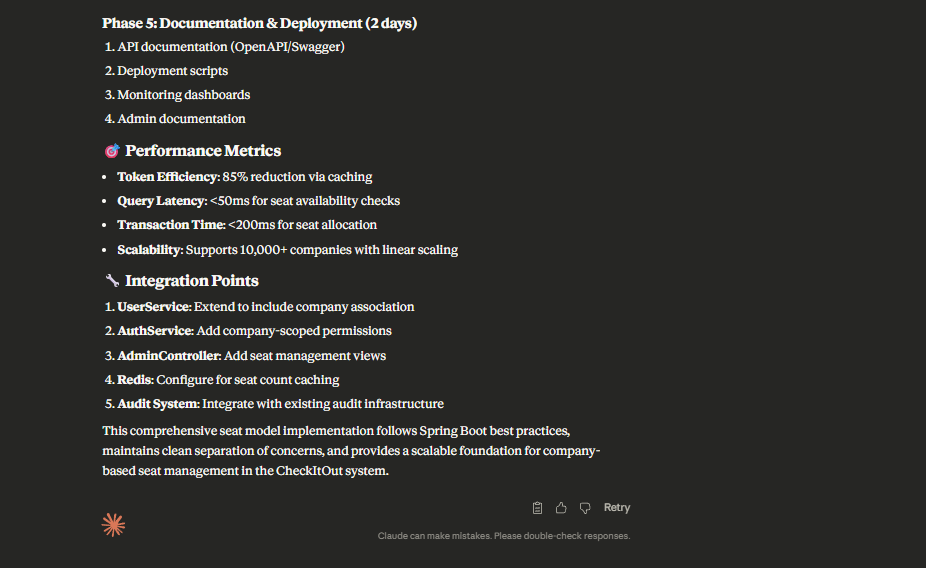 Phase 5: Documentation & Deployment (2 days)
1. API documentation (OpenAPI/Swagger)
2. Deployment scripts
3. Monitoring dashboards
4. Admin documentation
🎯 Performance Metrics
• Token Efficiency: 85% reduction via caching
• Query Latency: <50ms for seat availability checks
• Transaction Time: <200ms for seat allocation
• Scalability: Supports 10,000+ companies with linear scaling
🔧 Integration Points
1. UserService: Extend to include company association
2. AuthService: Add company-scoped permissions
3. AdminController: Add seat management views
4. Redis: Configure for seat count caching
5. Audit System: Integrate with existing audit infrastructure
This comprehensive seat model implementation follows Spring Boot best practices,
maintains clean separation of concerns, and provides a scalable foundation for company-
based seat management in the CheckItOut system.
Retry
Claude can make mistakes. Please double-check responses.